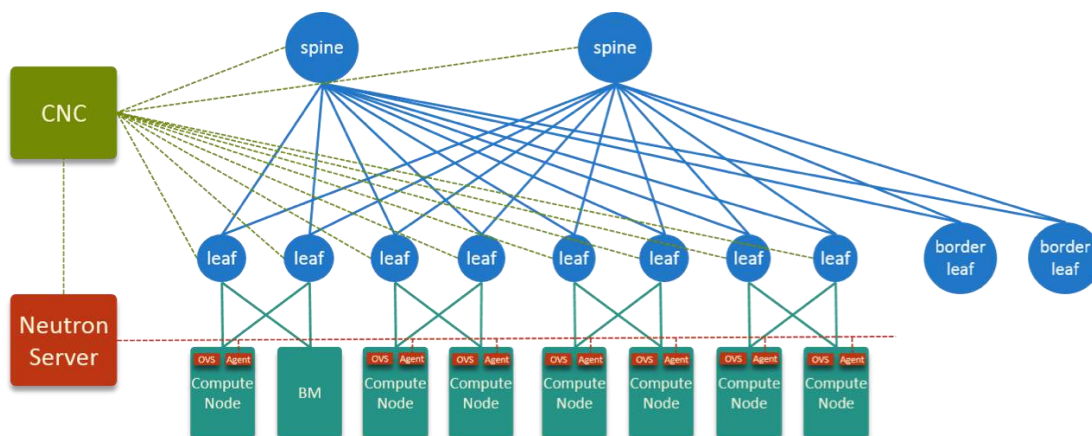 spine
spine
CNC
leaf
leaf
leaf
leaf
leaf
leaf
leaf
leaf
border
leaf
border
leaf
Neutron
Server
OVS
Agent
Compute
Node
BM
OVS
Agent
Compute
Node
OVS
Agent
Compute
Node
OVS
Agent
Compute
Node
OVS
Agent
Compute
Node
OVS
Agent
Compute
Node
OVS
Agent
Compute
Node